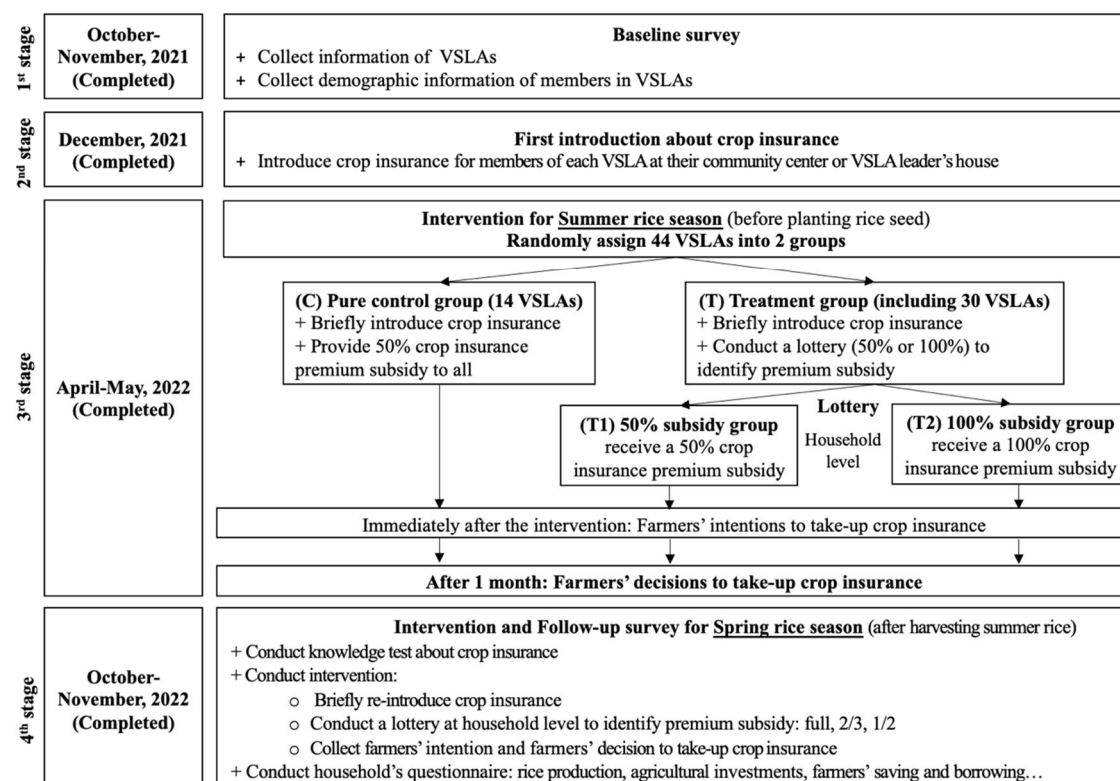 1st stage
October-
November, 2021
(Completed)
Baseline survey
+ Collect information of VSLAs
+ Collect demographic information of members in VSLAs
2nd stage
December, 2021
(Completed)
First introduction about crop insurance
+ Introduce crop insurance for members of each VSLA at their community center or VSLA leader's house
3rd stage
April-May, 2022
(Completed)
Intervention for Summer rice season (before planting rice seed)
Randomly assign 44 VSLAs into 2 groups
(C) Pure control group (14 VSLAs)
+ Briefly introduce crop insurance
+ Provide 50% crop insurance
premium subsidy to all
(T) Treatment group (including 30 VSLAs)
+ Briefly introduce crop insurance
+ Conduct a lottery (50% or 100%) to
identify premium subsidy
Lottery
Household
level
(T1) 50% subsidy group
receive a 50% crop
insurance premium subsidy
(T2) 100% subsidy group
receive a 100% crop
insurance premium subsidy
Immediately after the intervention: Farmers' intentions to take-up crop insurance
After 1 month: Farmers' decisions to take-up crop insurance
4th stage
October-
November, 2022
(Completed)
Intervention and Follow-up survey for Spring rice season (after harvesting summer rice)
+ Conduct knowledge test about crop insurance
+ Conduct intervention:
o Briefly re-introduce crop insurance
o Conduct a lottery at household level to identify premium subsidy: full, 2/3, 1/2
o Collect farmers' intention and farmers' decision to take-up crop insurance
+ Conduct household's questionnaire: rice production, agricultural investments, farmers' saving and borrowing…